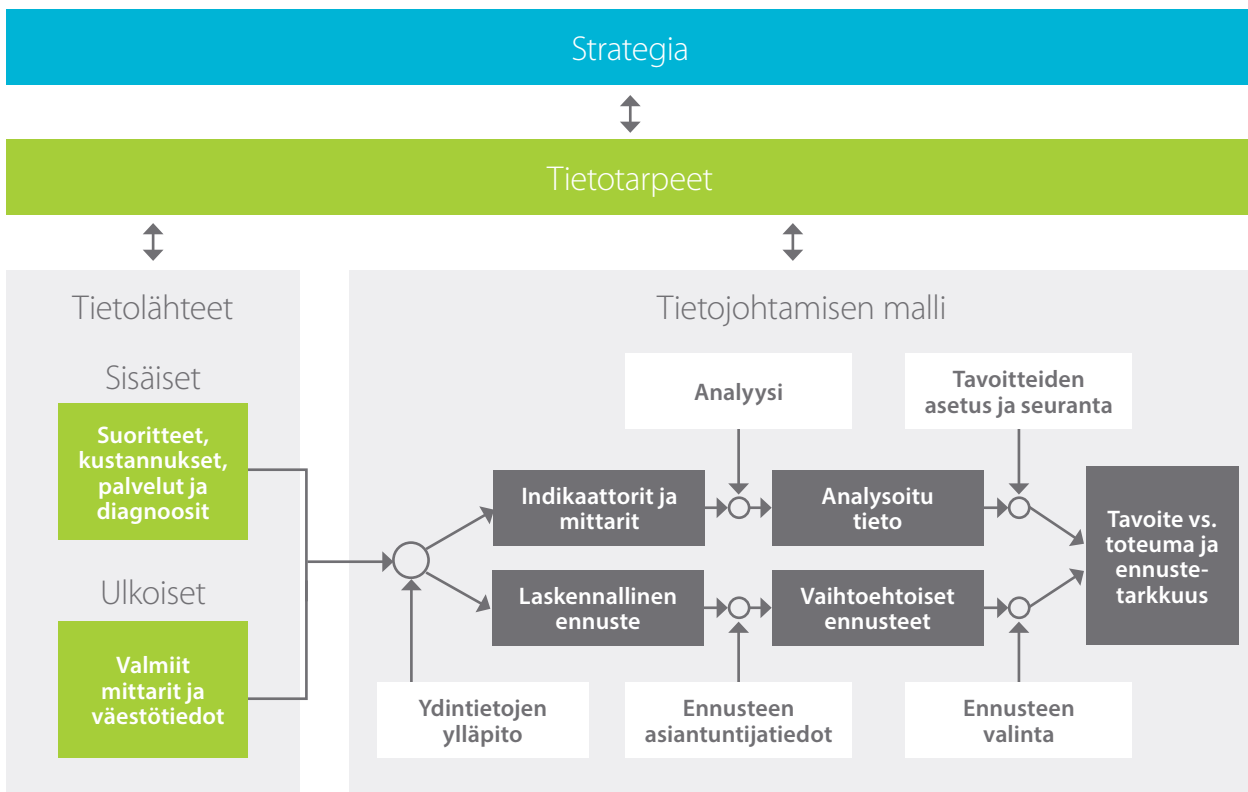 Strategia
Tietotarpeet
Tietolähteet
Sisäiset
Suoritteet,
kustannukset,
palvelut ja
diagnoosit
Ulkoiset
Valmiit
mittarit ja
väestötiedot
Tietojohtamisen malli
Analyysi
Tavoitteiden
asetus ja seuranta
Indikaattorit ja
mittarit
Analysoitu
tieto
Laskennallinen
ennuste
Vaihtoehtoiset
ennusteet
Tavoite vs.
toteuma ja
ennuste-
tarkkuus
Ydintietojen
ylläpito
Ennusteen
asiantuntijatiedot
Ennusteen
valinta